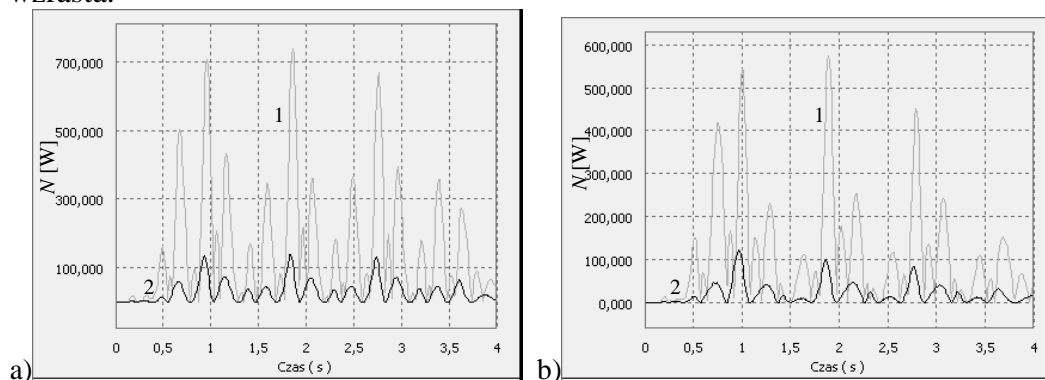 wzrasta.
700,000
500,000
300,000
100,000
N [W]
1
2
0 0,5 1 1,5 2 2,5 3 3,5 4
Czas ( s )
a)
600,000
500,000
400,000
300,000
200,000
100,000
0,000
N [W]
1
2
0 0,5 1 1,5 2 2,5 3 3,5 4
Czas ( s )
b)